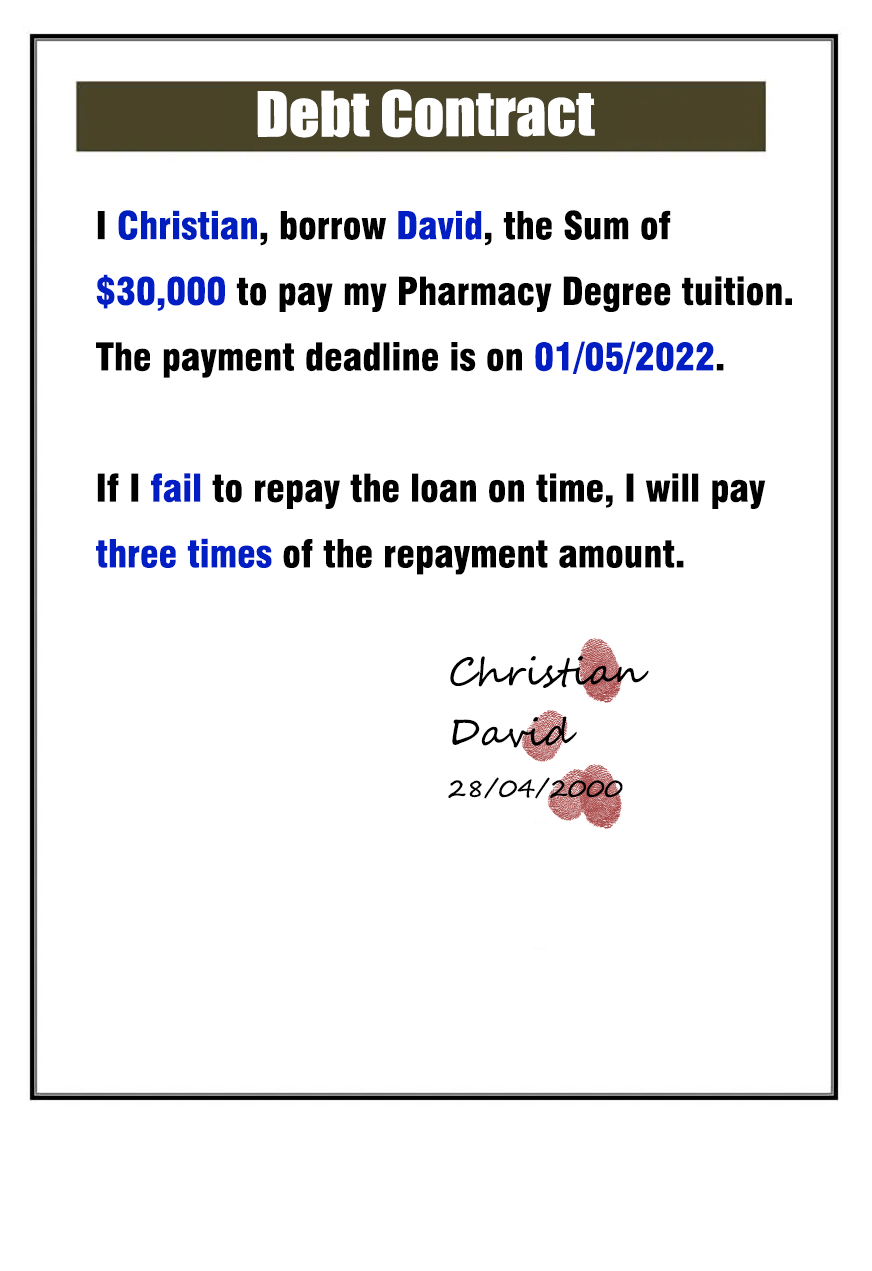 Debt Contract
I Christian, borrow David, the Sum of
$30,000 to pay my Pharmacy Degree tuition.
The payment deadline is on 01/05/2022.
If I fail to repay the loan on time, I will pay
three times of the repayment amount.
Christian
David
28/04/2000